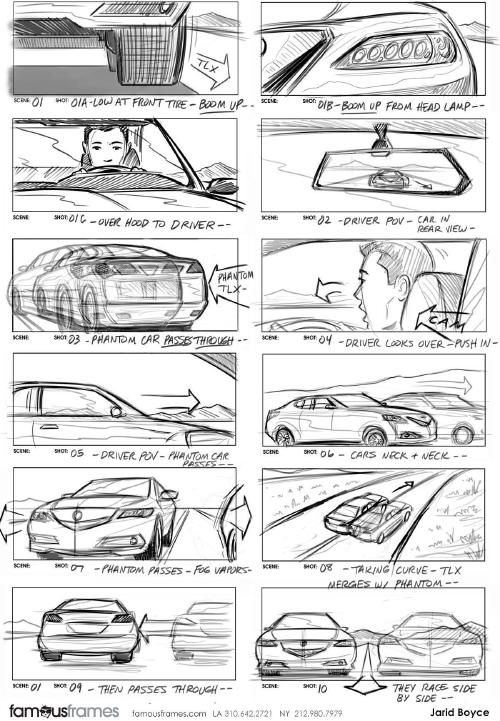 TLX
SCENE: 01 SHOT: 01A-LOW AT FRONT TIRE - BOOM UP--
SCENE: SHOT: 01B-BOOM UP FROM HEAD LAMP--
SCENE: SHOT: 01C - OVER HOOD TO DRIVER--
SCENE: SHOT: 02 - DRIVER POV - CAR IN
REAR VIEW -
PHANTOM
TLX-
SCENE: SHOT: 03 - PHANTOM CAR PASSES THROUGH --
CAM
SCENE: SHOT: 04 - DRIVER LOOKS OVER - PUSH IN -
SCENE: SHOT: 05 - DRIVER POV - PHANTOM CAR
PASSES --
SCENE: SHOT: 06 - CARS NECK + NECK --
SCENE: SHOT: 07 - PHANTOM PASSES - FOG VAPORS-
SCENE: SHOT: 08 - TAKING CURVE - TLX
MERGES W/ PHANTOM --
SCENE: 01 SHOT: 09 - THEN PASSES THROUGH --
SCENE: SHOT: 10 THEY RACE SIDE
BY SIDE --
famousframes famousframes.com LA 310.642.2721 NY 212.980.7979 Jarid Boyce